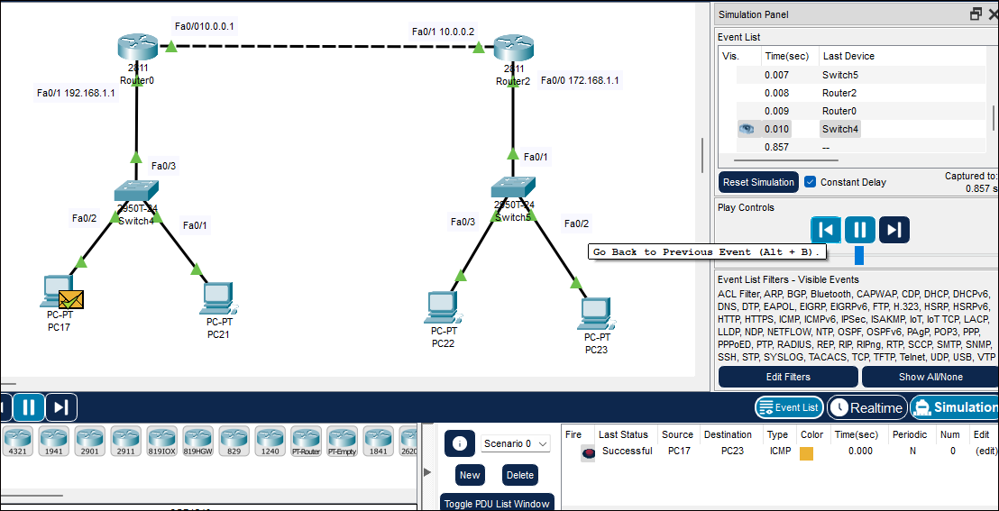 Fa0/010.0.0.1
Fa0/1 10.0.0.2
2811
Router0
2811
Router2
Fa0/1 192.168.1.1
Fa0/0 172.168.1.1
Fa0/3
Fa0/1
2950T-24
Switch4
2950T-24
Switch5
Fa0/2
Fa0/1
Fa0/3
Fa0/2
PC-PT
PC17
PC-PT
PC21
PC-PT
PC22
PC-PT
PC23
Go Back to Previous Event (Alt + B).
Simulation Panel
Event List
Vis. Time(sec) Last Device
0.007 Switch5
0.008 Router2
0.009 Router0
0.010 Switch4
0.857 --
Reset Simulation Constant Delay
Captured to:
0.857 s
Play Controls
Event List Filters - Visible Events
ACL Filter, ARP, BGP, Bluetooth, CAPWAP, CDP, DHCP, DHCPv6,
DNS, DTP, EAPOL, EIGRP, EIGRPv6, FTP, H.323, HSRP, HSRPv6,
HTTP, HTTPS, ICMP, ICMPv6, IPSec, ISAKMP, IoT, IoT TCP, LACP,
LLDP, NDP, NETFLOW, NTP, OSPF, OSPFv6, PAgP, POP3, PPP,
PPPoED, PTP, RADIUS, REP, RIP, RIPng, RTP, SCCP, SMTP, SNMP,
SSH, STP, SYSLOG, TACACS, TCP, TFTP, Telnet, UDP, USB, VTP
Edit Filters Show All/None
Event List Realtime Simulation
4321 1941 2901 2911 819IOX 819HGW 829 1240 PT-Router PT-Empty 1841 2620
Scenario 0
New Delete
Toggle PDU List Window
Fire Last Status Source Destination Type Color Time(sec) Periodic Num Edit
Successful PC17 PC23 ICMP 0.000 N 0 (edit)